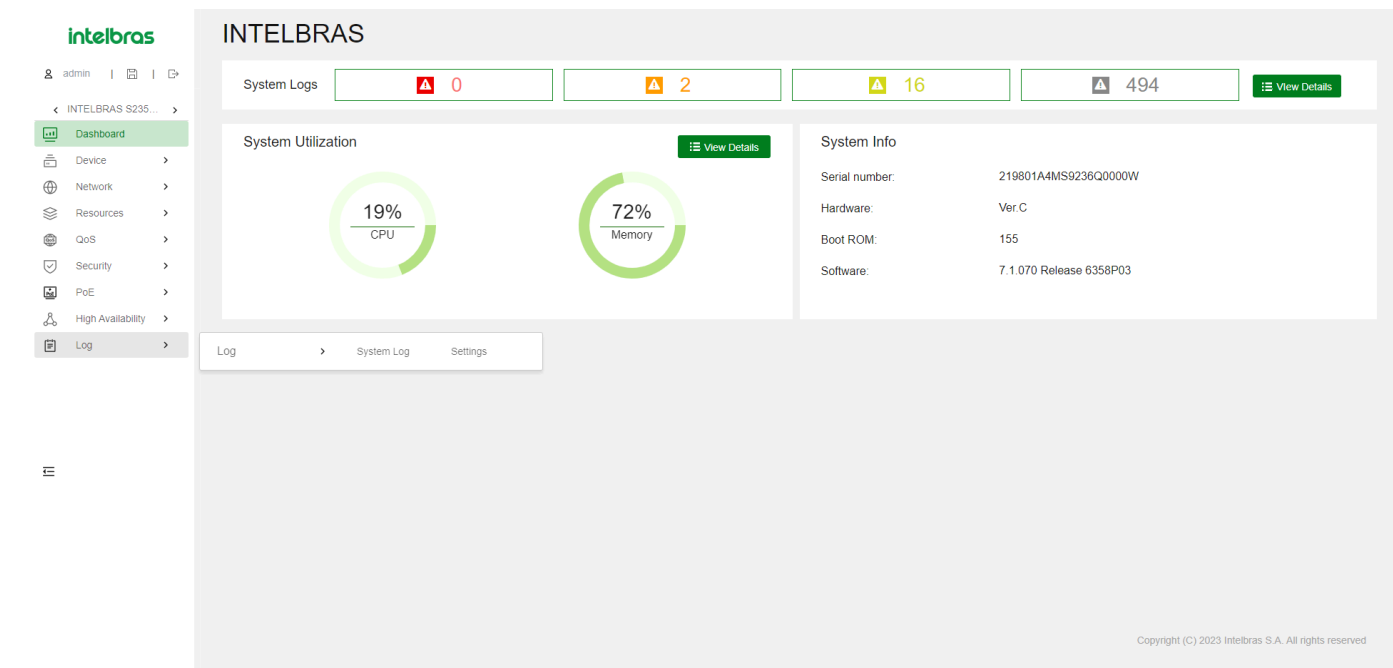 intelbras
admin | |
INTELBRAS S235...
Dashboard
Device
Network
Resources
QoS
Security
PoE
High Availability
Log
INTELBRAS
System Logs 0 2 16 494 View Details
System Utilization View Details
19%
CPU
72%
Memory
System Info
Serial number: 219801A4MS9236Q0000W
Hardware: Ver.C
Boot ROM: 155
Software: 7.1.070 Release 6358P03
Log System Log Settings
Copyright (C) 2023 Intelbras S.A. All rights reserved